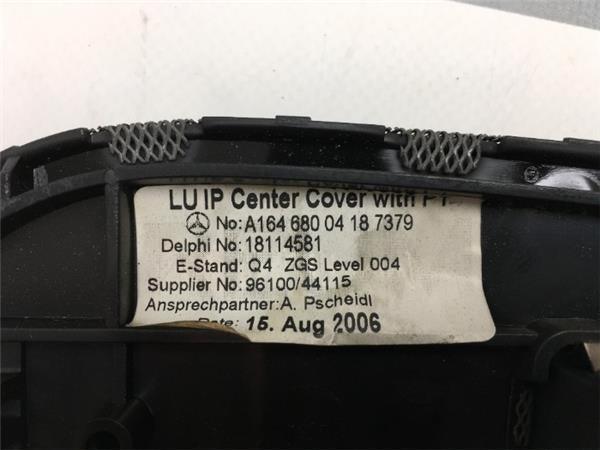 LU IP Center Cover with
No: A164 680 04 18 7379
Delphi No: 18114581
E-Stand: Q4 ZGS Level 004
Supplier No: 96100/44115
Ansprechpartner: A. Pscheidl
Date: 15. Aug 2006